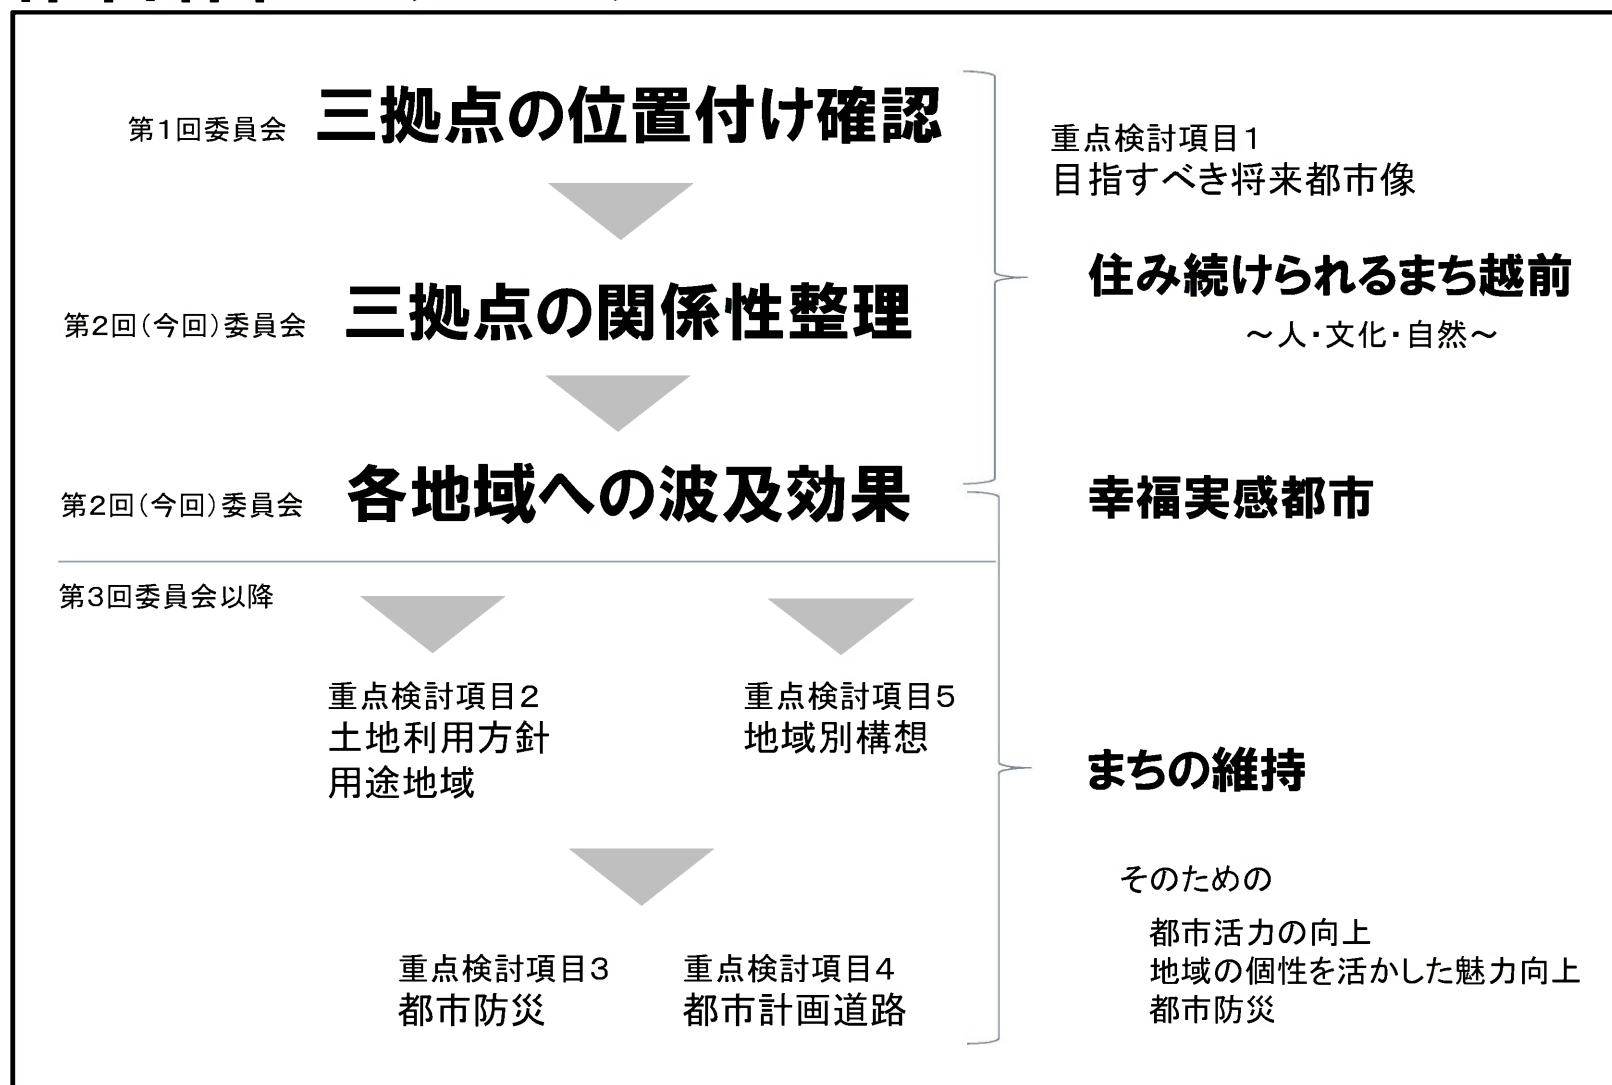 第1回委員会 三拠点の位置付け確認
重点検討項目1
目指すべき将来都市像
住み続けられるまち越前
～人・文化・自然～
第2回(今回)委員会 三拠点の関係性整理
第2回(今回)委員会 各地域への波及効果
幸福実感都市
第3回委員会以降
重点検討項目2
土地利用方針
用途地域
重点検討項目5
地域別構想
まちの維持
そのための
都市活力の向上
地域の個性を活かした魅力向上
都市防災
重点検討項目3
都市防災
重点検討項目4
都市計画道路